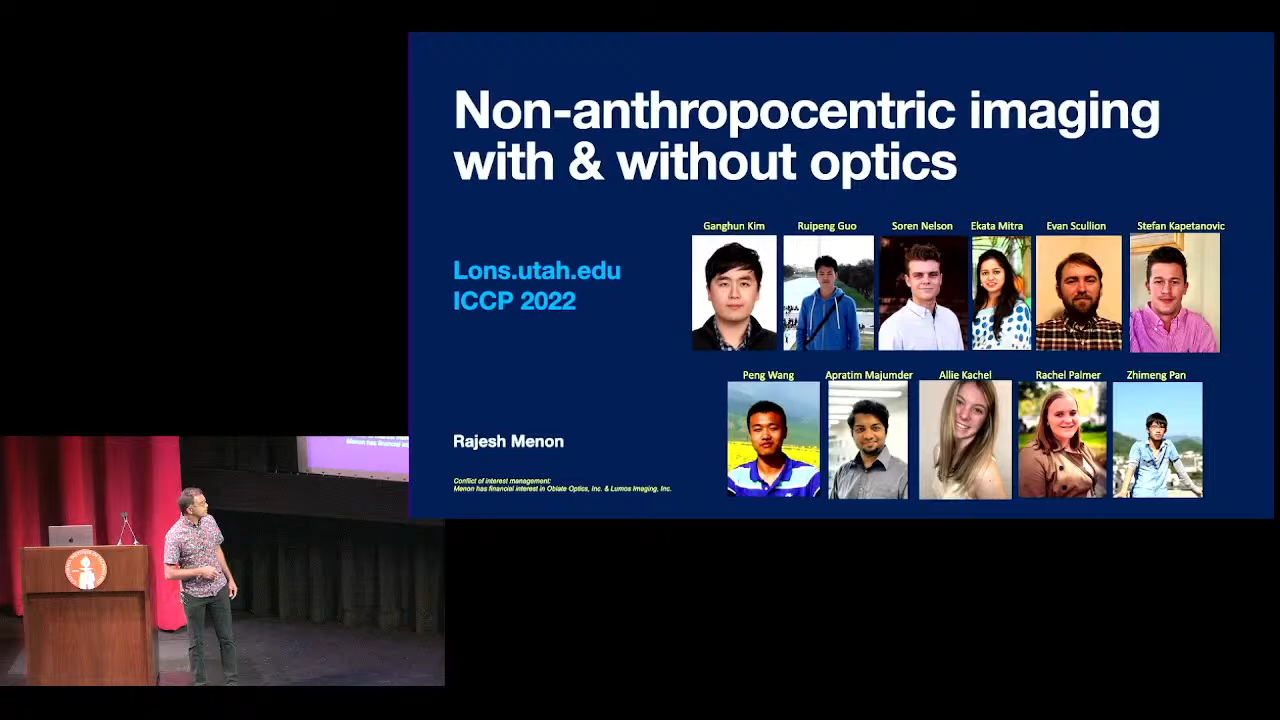 Non-anthropocentric imaging
with & without optics
Lons.utah.edu
ICCP 2022
Ganghun Kim
Ruipeng Guo
Soren Nelson
Ekata Mitra
Evan Scullion
Stefan Kapetanovic
Peng Wang
Apratim Majumder
Allie Kachel
Rachel Palmer
Zhimeng Pan
Rajesh Menon
Conflict of interest management:
Menon has financial interest in Oblate Optics, Inc. & Lumos Imaging, Inc.